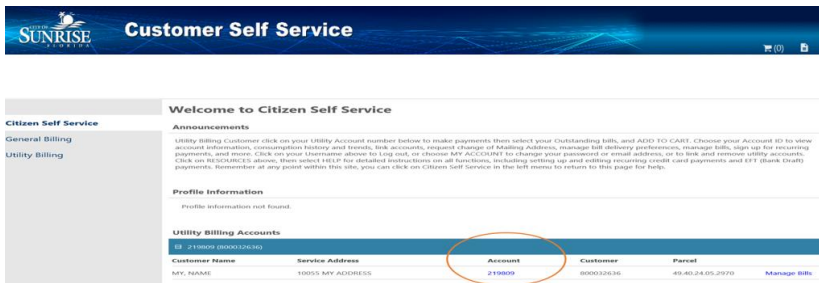 CITY OF
SUNRISE
FLORIDA
Customer Self Service
(0)
Welcome to Citizen Self Service
Citizen Self Service
General Billing
Utility Billing
Announcements
Utility Billing Customer click on your Utility Account number below to make payments then select your Outstanding bills, and ADD TO CART. Choose your Account ID to view
account information, consumption history and trends, link accounts, request change of Mailing Address, manage bill delivery preferences, manage bills, sign up for recurring
payments, and more. Click on your Username above to Log out, or choose MY ACCOUNT to change your password or email address, or to link and remove utility accounts.
Click on RESOURCES above, then select HELP for detailed instructions on all functions, including setting up and editing recurring credit card payments and EFT (Bank Draft)
payments. Remember at any point within this site, you can click on Citizen Self Service in the left menu to return to this page for help.
Profile Information
Profile information not found.
Utility Billing Accounts
219809 (800032636)
Customer Name Service Address Account Customer Parcel
MY, NAME 10055 MY ADDRESS 219809 800032636 49.40.24.05.2970 Manage Bills